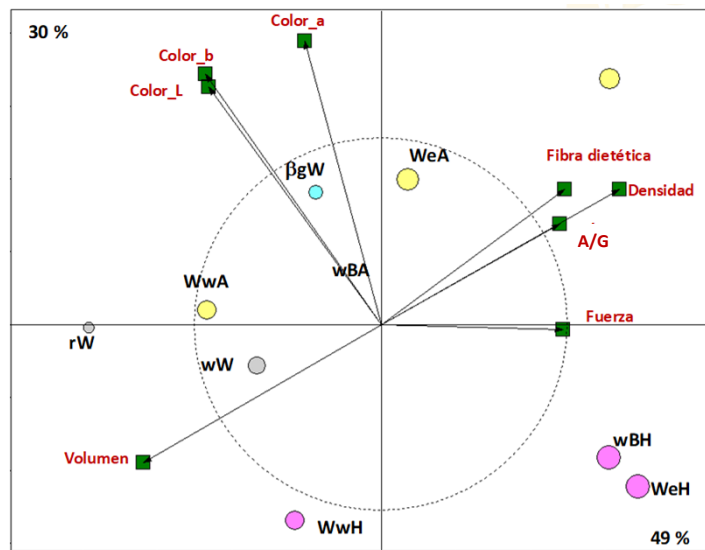 30 %
Color_a
Color_b
Color_L
βgW
WeA
Fibra dietética
Densidad
A/G
wBA
WwA
rW
Fuerza
wW
Volumen
wBH
WeH
WwH
49 %